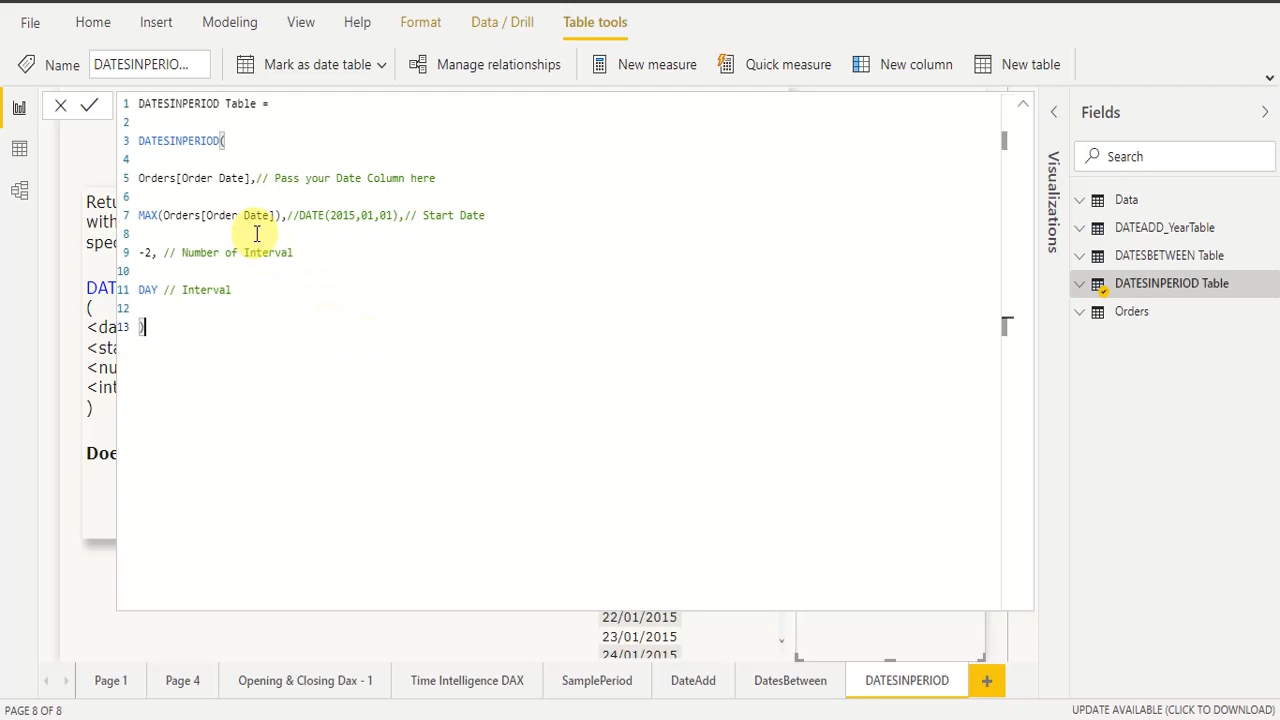 File Home Insert Modeling View Help Format Data / Drill Table tools
Name DATESINPERIO... Mark as date table Manage relationships New measure Quick measure New column New table
1 DATESINPERIOD Table =
2
3 DATESINPERIOD(
4
5 Orders[Order Date],// Pass your Date Column here
6
7 MAX(Orders[Order Date]),//DATE(2015,01,01),// Start Date
8
9 -2, // Number of Interval
10
11 DAY // Interval
12
13 )
Retu
with
spec
DAT
(
<da
<sta
<nu
<int
)
Doe
22/01/2015
23/01/2015
24/01/2015
Visualizations
Fields
Search
Data
DATEADD_YearTable
DATESBETWEEN Table
DATESINPERIOD Table
Orders
Page 1 Page 4 Opening & Closing Dax - 1 Time Intelligence DAX SamplePeriod DateAdd DatesBetween DATESINPERIOD +
PAGE 8 OF 8 UPDATE AVAILABLE (CLICK TO DOWNLOAD)